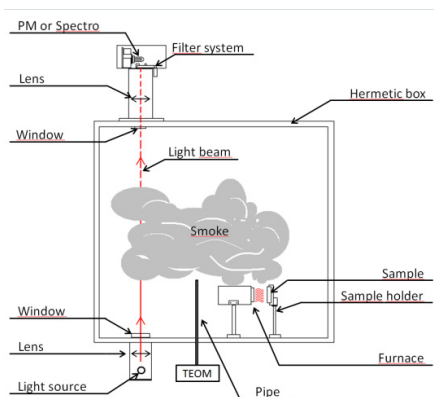 PM or Spectro
Filter system
Lens
Hermetic box
Window
Light beam
Smoke
Sample
Sample holder
Window
Lens
Furnace
TEOM
Light source
Pipe